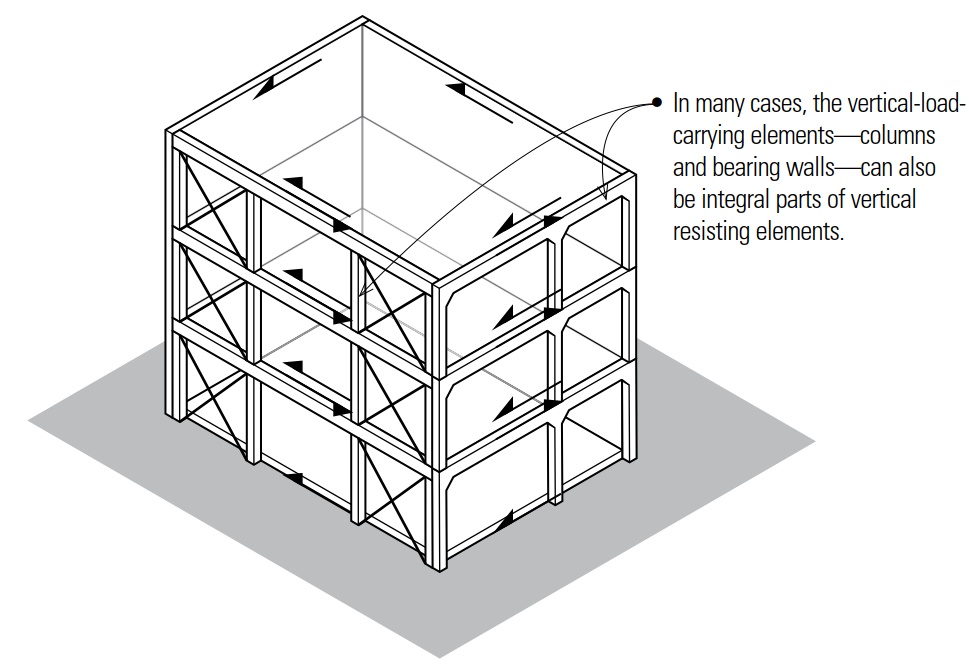 In many cases, the vertical-load-
carrying elements—columns
and bearing walls—can also
be integral parts of vertical
resisting elements.